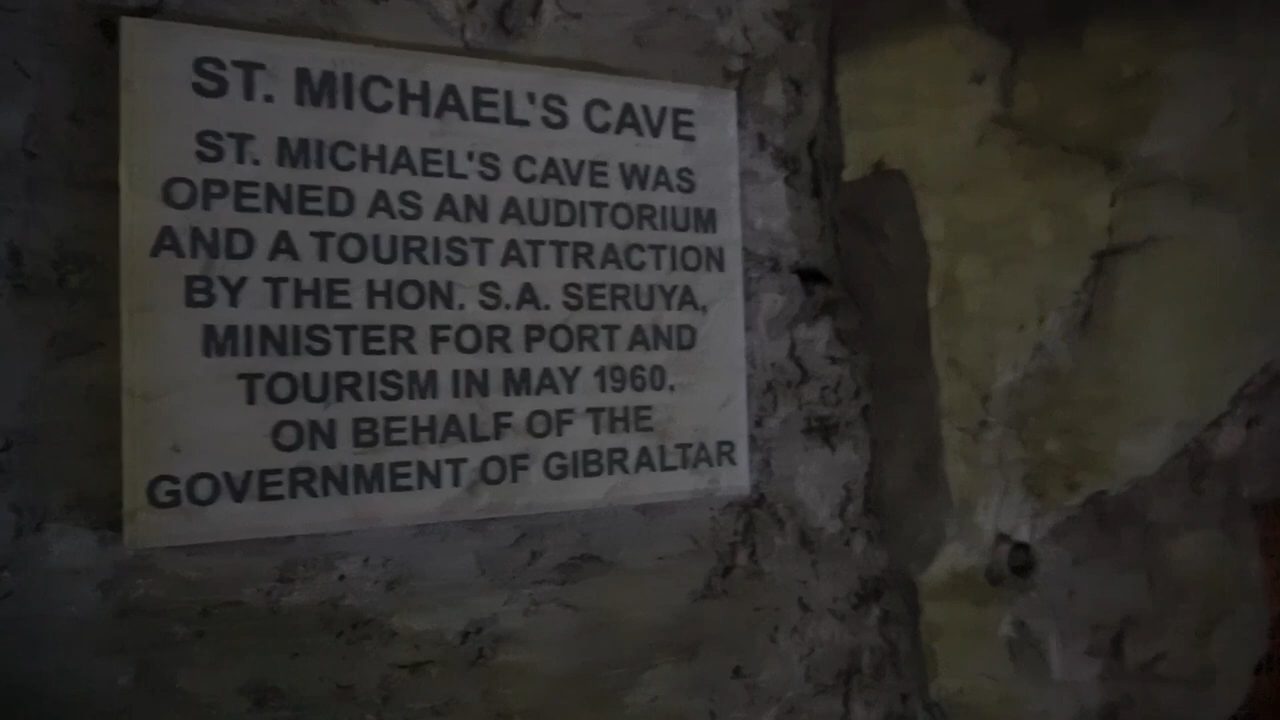 ST. MICHAEL'S CAVE
ST. MICHAEL'S CAVE WAS
OPENED AS AN AUDITORIUM
AND A TOURIST ATTRACTION
BY THE HON. S.A. SERUYA,
MINISTER FOR PORT AND
TOURISM IN MAY 1960,
ON BEHALF OF THE
GOVERNMENT OF GIBRALTAR